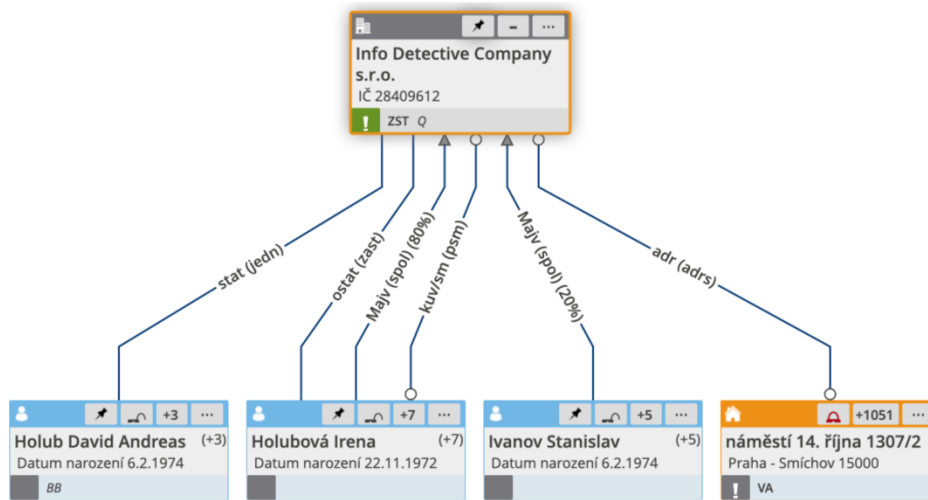 Info Detective Company
s.r.o.
IČ 28409612
! ZST Q
stat (jedn)
ostat (zast)
Majv (spol) (80%)
kuv/sm (psm)
Majv (spol) (20%)
adr (adrs)
+3 ...
Holub David Andreas (+3)
Datum narození 6.2.1974
BB
+7 ...
Holubová Irena (+7)
Datum narození 22.11.1972
+5 ...
Ivanov Stanislav (+5)
Datum narození 6.2.1974
+1051 ...
náměstí 14. října 1307/2
Praha - Smíchov 15000
! VA